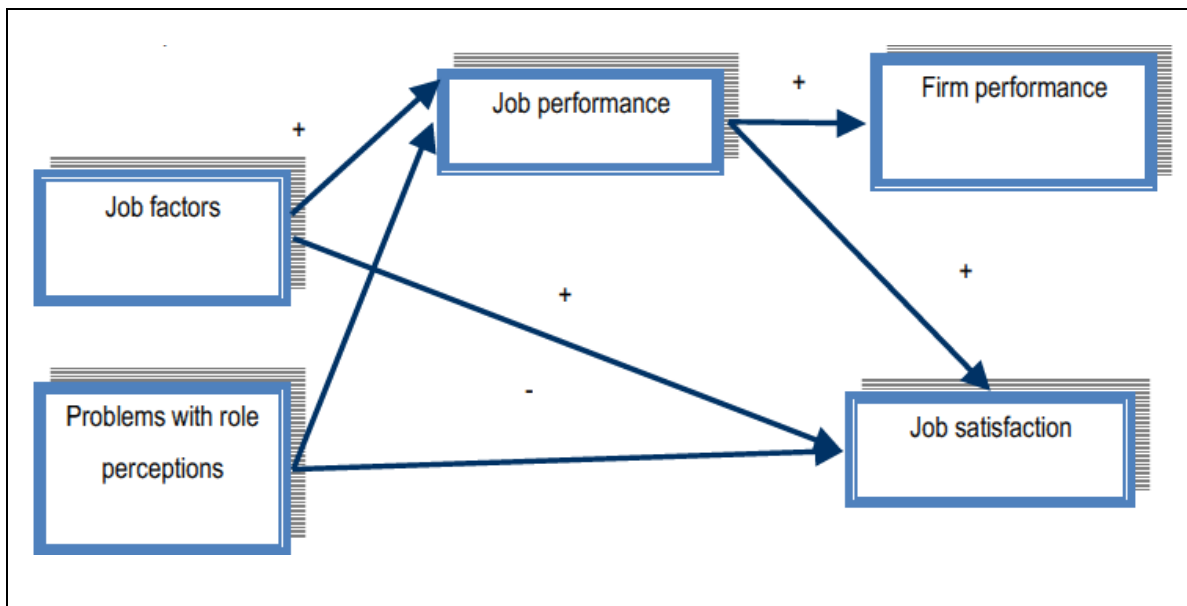 Job performance
+
Firm performance
+
Job factors
+
+
-
Problems with role
perceptions
Job satisfaction